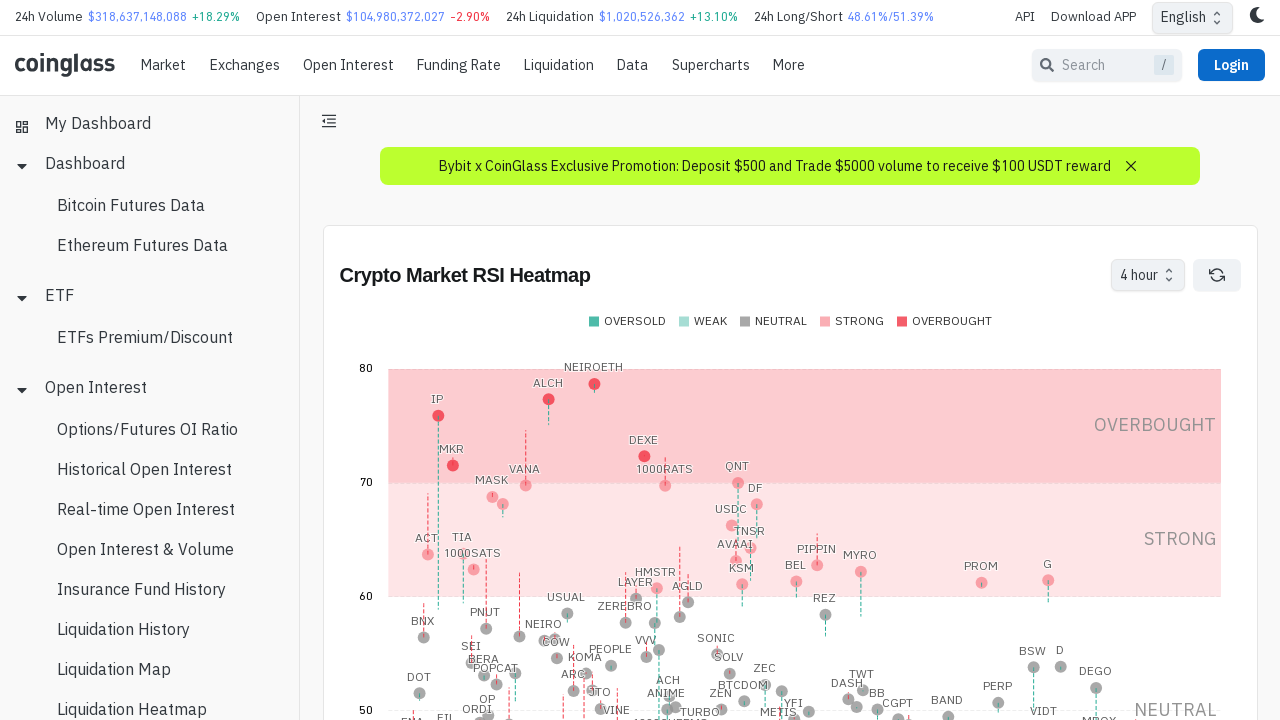 24h Volume $318,637,148,088 +18.29% Open Interest $104,980,372,027 -2.90% 24h Liquidation $1,020,526,362 +13.10% 24h Long/Short 48.61%/51.39% API Download APP English
coinglass Market Exchanges Open Interest Funding Rate Liquidation Data Supercharts More Search / Login
My Dashboard
Dashboard
Bitcoin Futures Data
Ethereum Futures Data
ETF
ETFs Premium/Discount
Open Interest
Options/Futures OI Ratio
Historical Open Interest
Real-time Open Interest
Open Interest & Volume
Insurance Fund History
Liquidation History
Liquidation Map
Liquidation Heatmap
Bybit x CoinGlass Exclusive Promotion: Deposit $500 and Trade $5000 volume to receive $100 USDT reward
Crypto Market RSI Heatmap 4 hour
OVERSOLD WEAK NEUTRAL STRONG OVERBOUGHT
80
NEIROETH
ALCH
IP
OVERBOUGHT
DEXE
MKR
VANA 1000RATS QNT
70
MASK DF
USDC
TNSR
ACT TIA AVAAI STRONG
1000SATS PIPPIN
MYRO
HMSTR KSM BEL PROM G
LAYER AGLD
60
USUAL REZ
ZEREBRO
PNUT
BNX NEIRO
SEI COW VVV SONIC
PEOPLE BSW D
BERA KOMA SOLV
POPCAT ZEC
DOT ARC ACH TWT DEGO
BTCDOM DASH PERP
JTO ANIME ZEN BB
OP YFI CGPT BAND
50
ORDI VINE TURBO METIS VIDT NEUTRAL